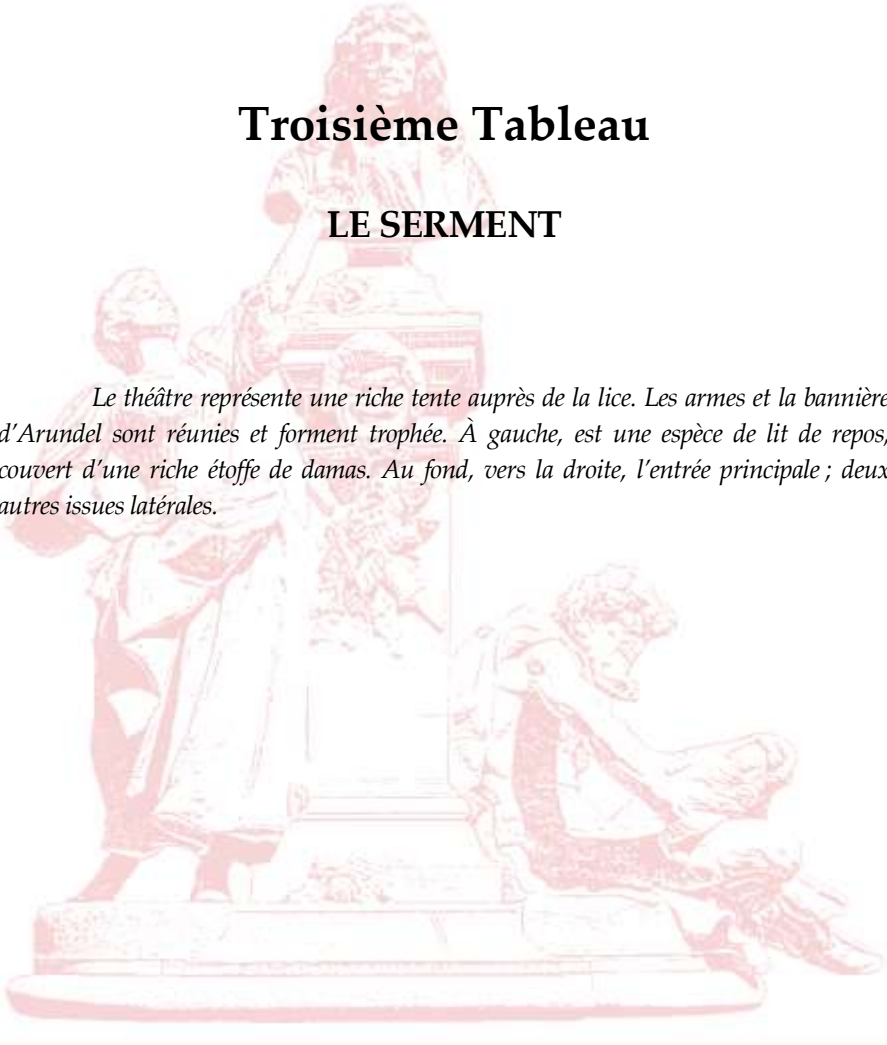 Troisième Tableau
LE SERMENT
Le théâtre représente une riche tente auprès de la lice. Les armes et la bannière
d’Arundel sont réunies et forment trophée. À gauche, est une espèce de lit de repos,
couvert d’une riche étoffe de damas. Au fond, vers la droite, l’entrée principale ; deux
autres issues latérales.